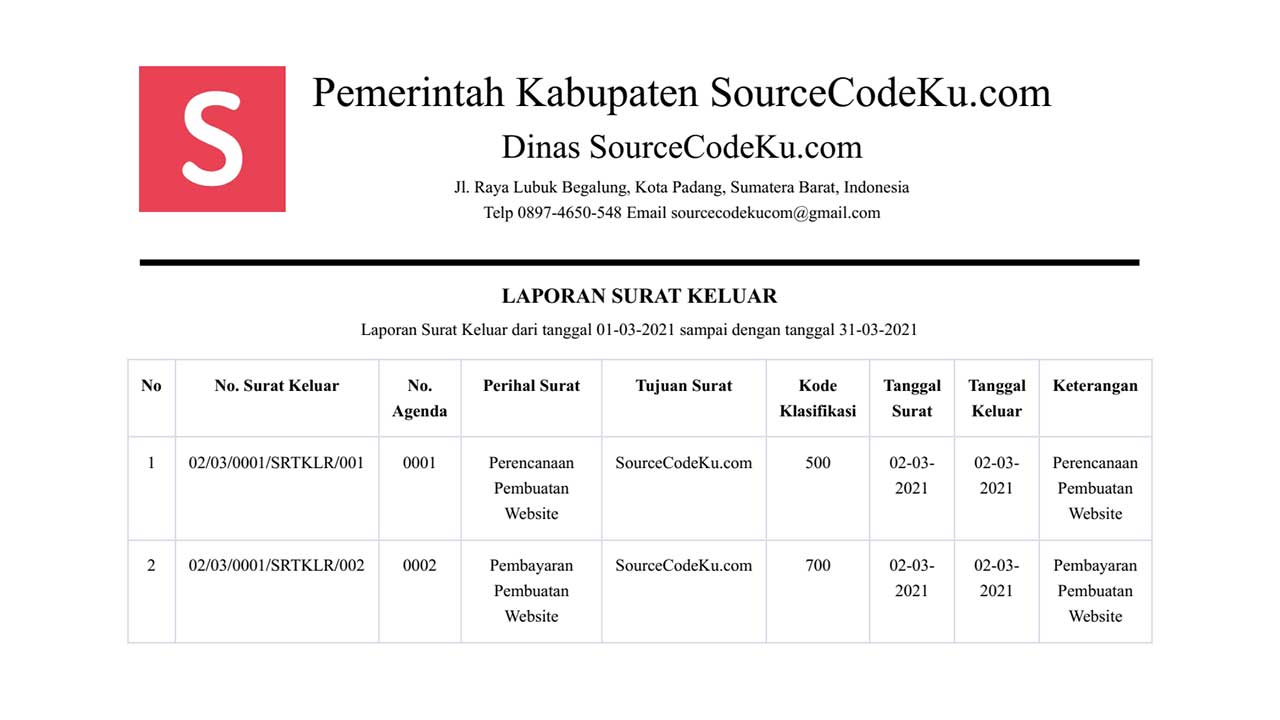 S
Pemerintah Kabupaten SourceCodeKu.com
Dinas SourceCodeKu.com
Jl. Raya Lubuk Begalung, Kota Padang, Sumatera Barat, Indonesia
Telp 0897-4650-548 Email sourcecodekucom@gmail.com
LAPORAN SURAT KELUAR
Laporan Surat Keluar dari tanggal 01-03-2021 sampai dengan tanggal 31-03-2021
No No. Surat Keluar No. Perihal Surat Tujuan Surat Kode Tanggal Tanggal Keterangan
Agenda Klasifikasi Surat Keluar
1 02/03/0001/SRTKLR/001 0001 Perencanaan SourceCodeKu.com 500 02-03- 02-03- Perencanaan
Pembuatan 2021 2021 Pembuatan
Website Website
2 02/03/0001/SRTKLR/002 0002 Pembayaran SourceCodeKu.com 700 02-03- 02-03- Pembayaran
Pembuatan 2021 2021 Pembuatan
Website Website